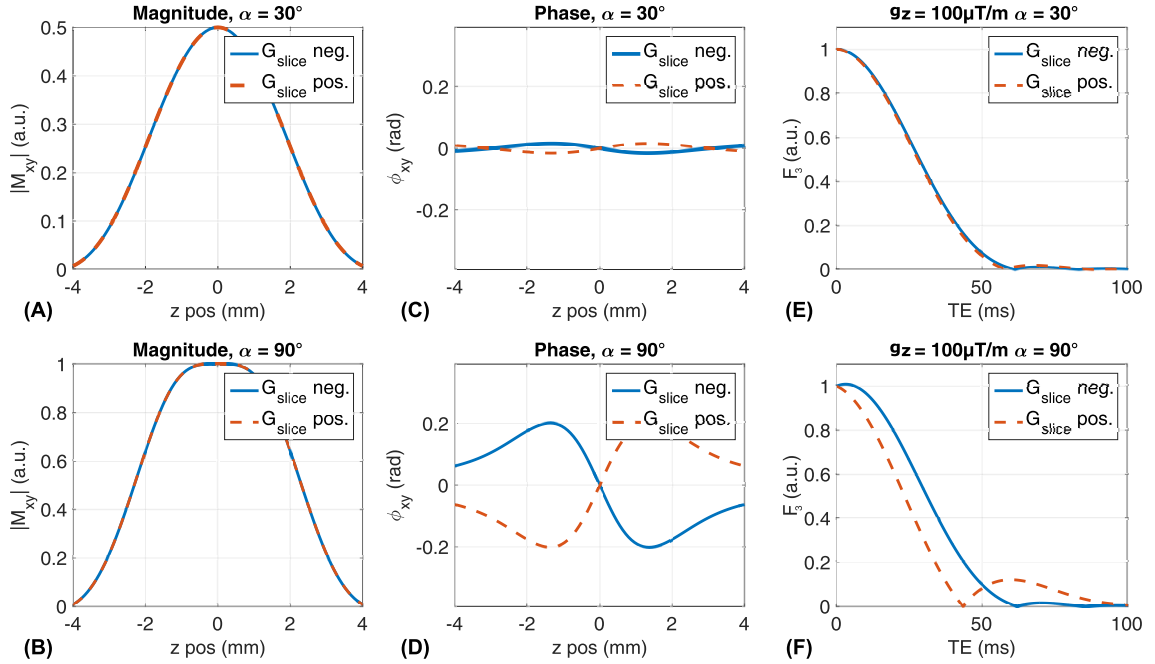 Magnitude, α = 30°
|Mxy| (a.u.)
0.5
0.4
0.3
0.2
0.1
0
-4 -2 0 2 4
z pos (mm)
Gslice neg.
Gslice pos.
(A)
Phase, α = 30°
ϕxy (rad)
0.2
0
-0.2
-4 -2 0 2 4
z pos (mm)
Gslice neg.
Gslice pos.
(C)
gz = 100μT/m α = 30°
F3 (a.u.)
1
0.8
0.6
0.4
0.2
0
0 50 100
TE (ms)
Gslice neg.
Gslice pos.
(E)
Magnitude, α = 90°
|Mxy| (a.u.)
1
0.8
0.6
0.4
0.2
0
-4 -2 0 2 4
z pos (mm)
Gslice neg.
Gslice pos.
(B)
Phase, α = 90°
ϕxy (rad)
0.2
0
-0.2
-4 -2 0 2 4
z pos (mm)
Gslice neg.
Gslice pos.
(D)
gz = 100μT/m α = 90°
F3 (a.u.)
1
0.8
0.6
0.4
0.2
0
0 50 100
TE (ms)
Gslice neg.
Gslice pos.
(F)